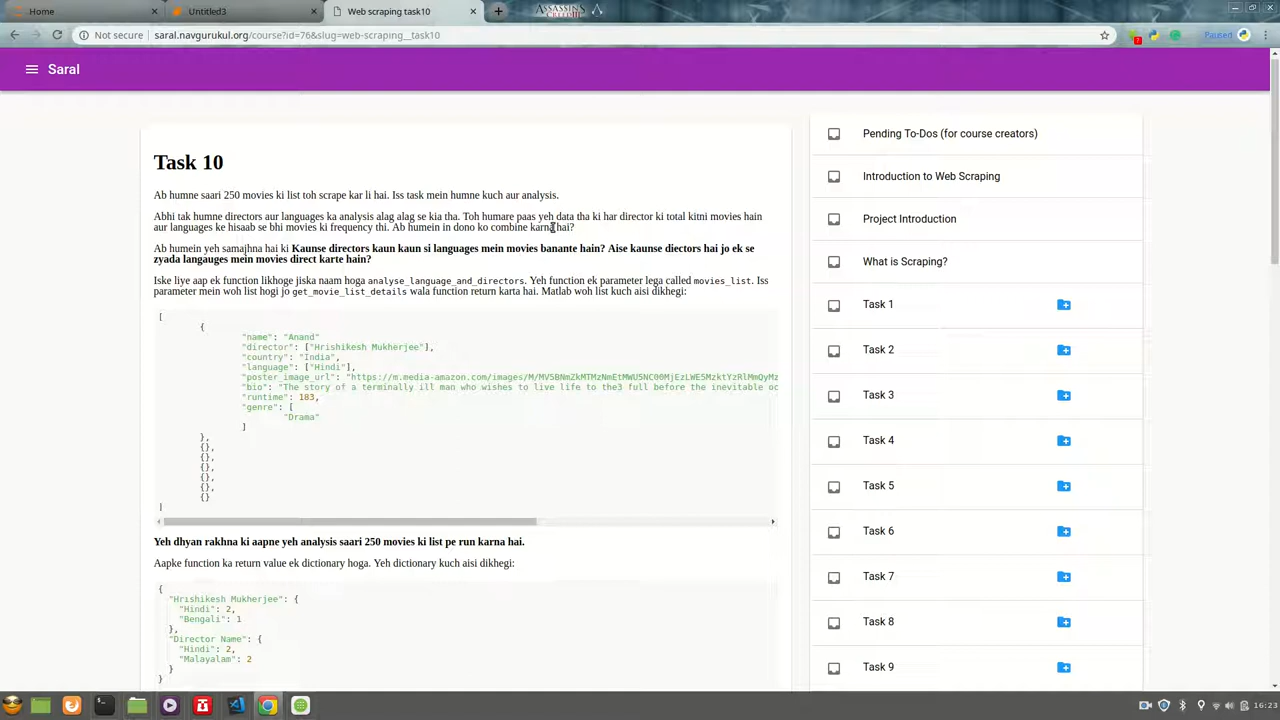 Home
Untitled3
Web scraping task10
ASSASSINS
Not secure
saral.navgurukul.org/course?id=76&slug=web-scraping__task10
7
Paused
Saral
Task 10
Ab humne saari 250 movies ki list toh scrape kar li hai. Iss task mein humne kuch aur analysis.
Abhi tak humne directors aur languages ka analysis alag alag se kia tha. Toh humare paas yeh data tha ki har director ki total kitni movies hain
aur languages ke hisaab se bhi movies ki frequency thi. Ab humein in dono ko combine karna hai?
Ab humein yeh samajhna hai ki Kaunse directors kaun kaun si languages mein movies banante hain? Aise kaunse diectors hai jo ek se
zyada langauges mein movies direct karte hain?
Iske liye aap ek function likhoge jiska naam hoga analyse_language_and_directors. Yeh function ek parameter lega called movies_list. Iss
parameter mein woh list hogi jo get_movie_list_details wala function return karta hai. Matlab woh list kuch aisi dikhegi:
[
{
"name": "Anand"
"director": ["Hrishikesh Mukherjee"],
"country": "India",
"language": ["Hindi"],
"poster_image_url": "https://m.media-amazon.com/images/M/MV5BNmZkMTMzNmEtMWU5NC00MjEzLWE5MzktYzRlMmQyMz
"bio": "The story of a terminally ill man who wishes to live life to the3 full before the inevitable oc
"runtime": 183,
"genre": [
"Drama"
]
},
{},
{},
{},
{},
{},
{}
[
Yeh dhyan rakhna ki aapne yeh analysis saari 250 movies ki list pe run karna hai.
Aapke function ka return value ek dictionary hoga. Yeh dictionary kuch aisi dikhegi:
{
"Hrishikesh Mukherjee": {
"Hindi": 2,
"Bengali": 1
},
"Director Name": {
"Hindi": 2,
"Malayalam": 2
}
}
Pending To-Dos (for course creators)
Introduction to Web Scraping
Project Introduction
What is Scraping?
Task 1
Task 2
Task 3
Task 4
Task 5
Task 6
Task 7
Task 8
Task 9
16:23